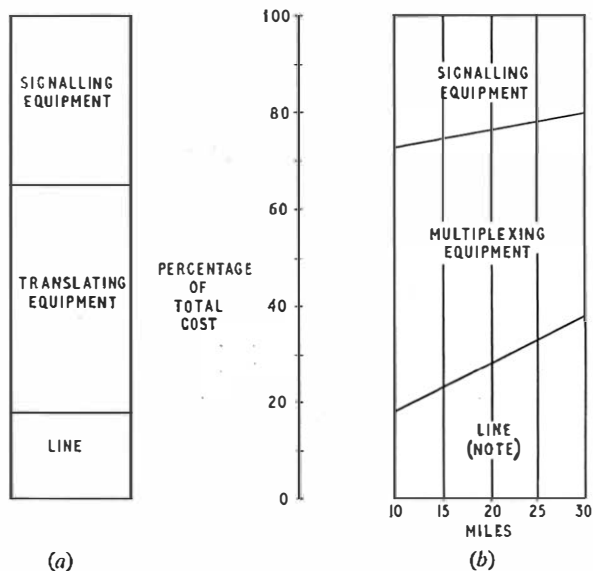 SIGNALLING
EQUIPMENT
TRANSLATING
EQUIPMENT
LINE
(a)
PERCENTAGE
OF
TOTAL
COST
100
80
60
40
20
0
SIGNALLING
EQUIPMENT
MULTIPLEXING
EQUIPMENT
LINE
(NOTE)
10 15 20 25 30
MILES
(b)